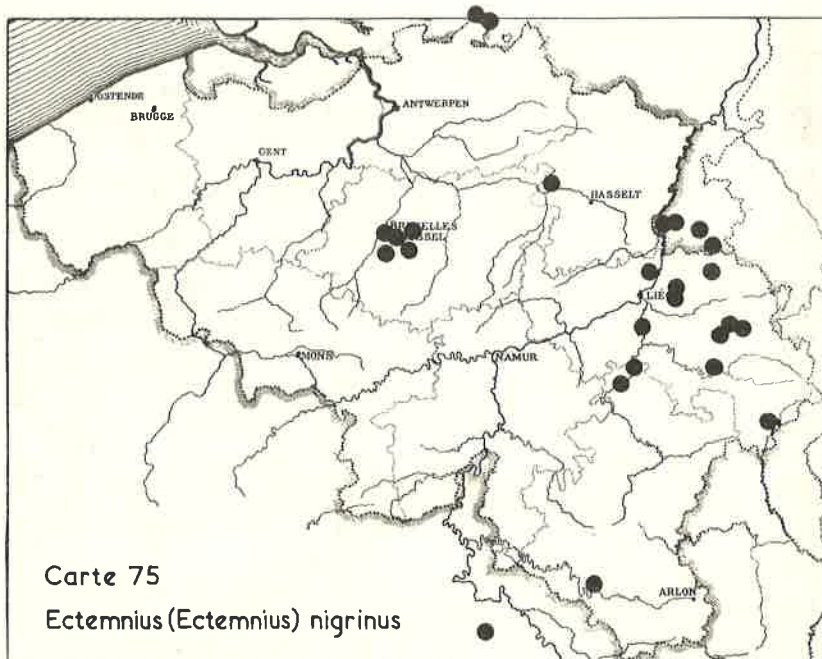 OSTENDE
BRUGGE
ANTWERPEN
GENT
HASSELT
BRUXELLES
MONS
NAMUR
ARLON
Carte 75
Ectemnius (Ectemnius) nigrinus